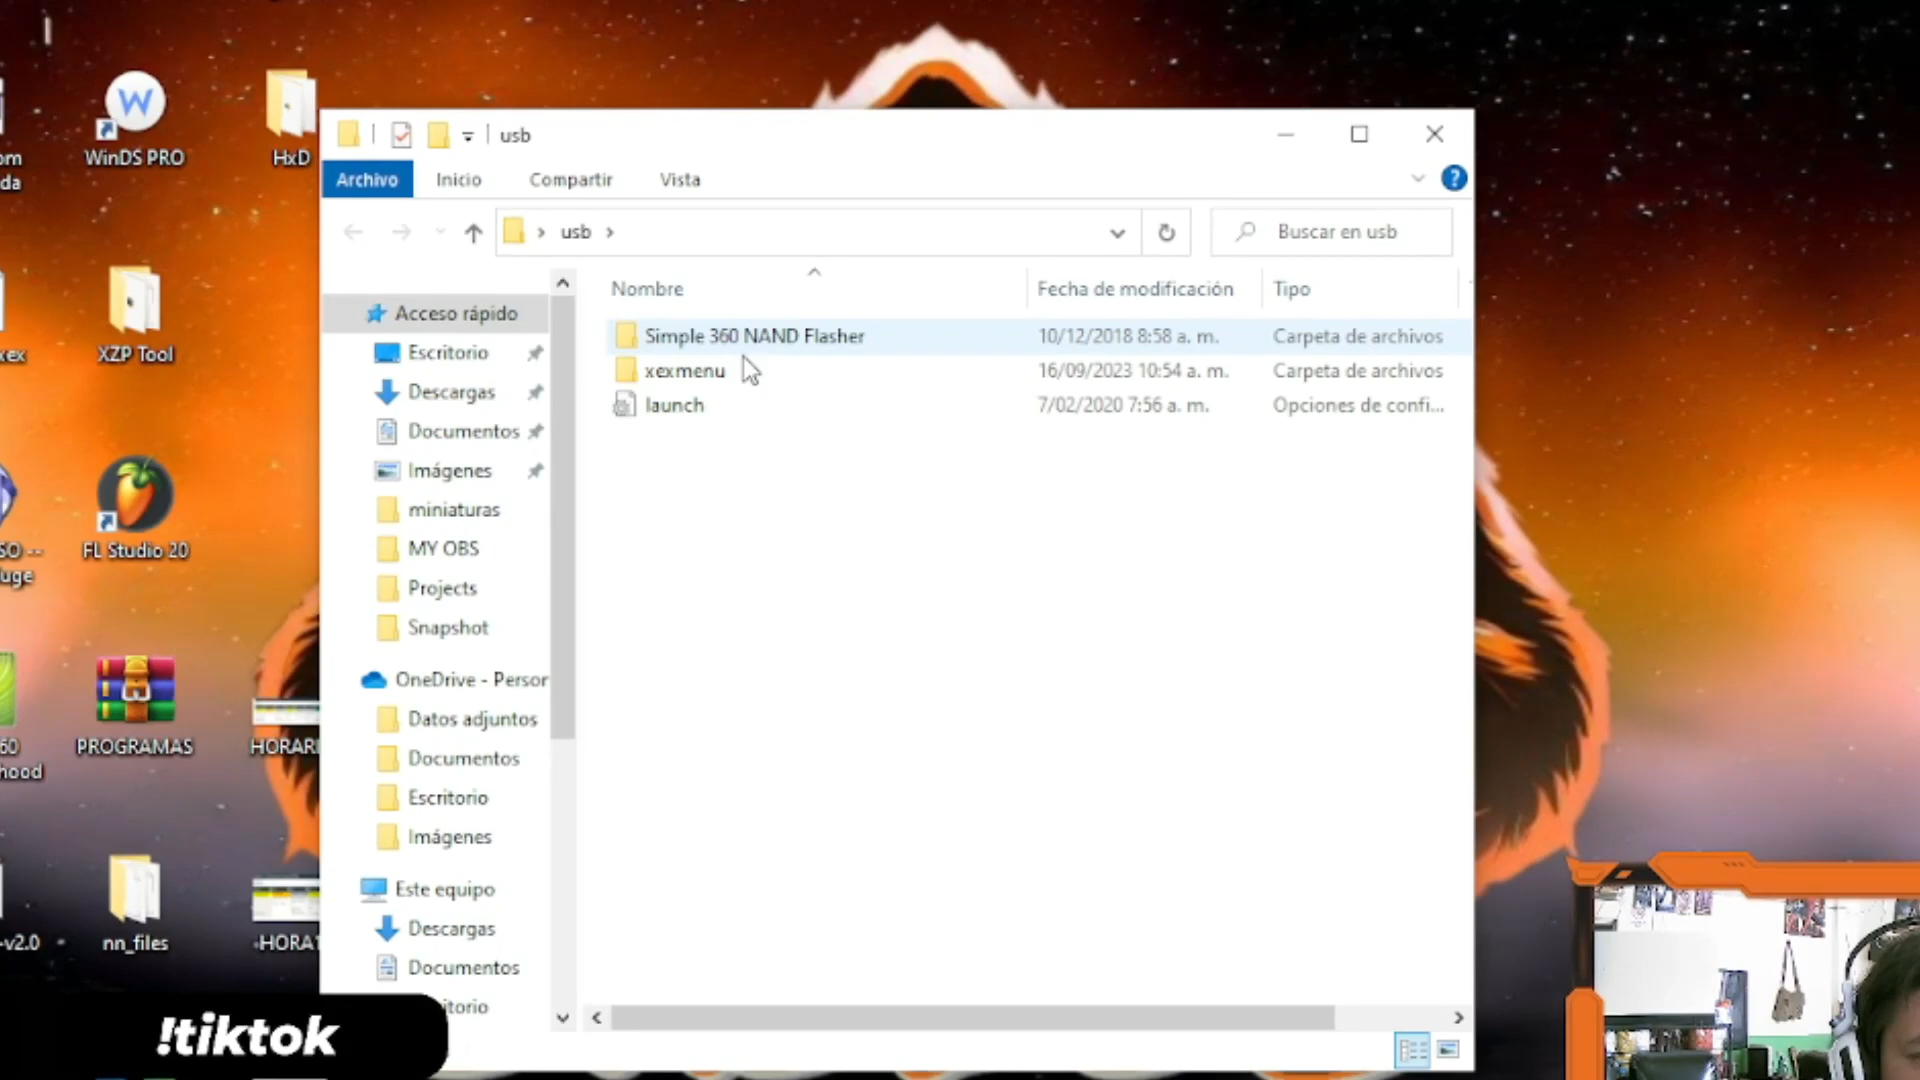 WinDS PRO
HxD
XZP Tool
FL Studio 20
PROGRAMAS
nn_files
-v2.0
usb
Archivo
Inicio
Compartir
Vista
usb
Buscar en usb
Nombre
Fecha de modificación
Tipo
Simple 360 NAND Flasher
10/12/2018 8:58 a. m.
Carpeta de archivos
xexmenu
16/09/2023 10:54 a. m.
Carpeta de archivos
launch
7/02/2020 7:56 a. m.
Opciones de confi...
Acceso rápido
Escritorio
Descargas
Documentos
Imágenes
miniaturas
MY OBS
Projects
Snapshot
OneDrive - Person
Datos adjuntos
Documentos
Escritorio
Imágenes
Este equipo
Descargas
Documentos
itorio
!tiktok